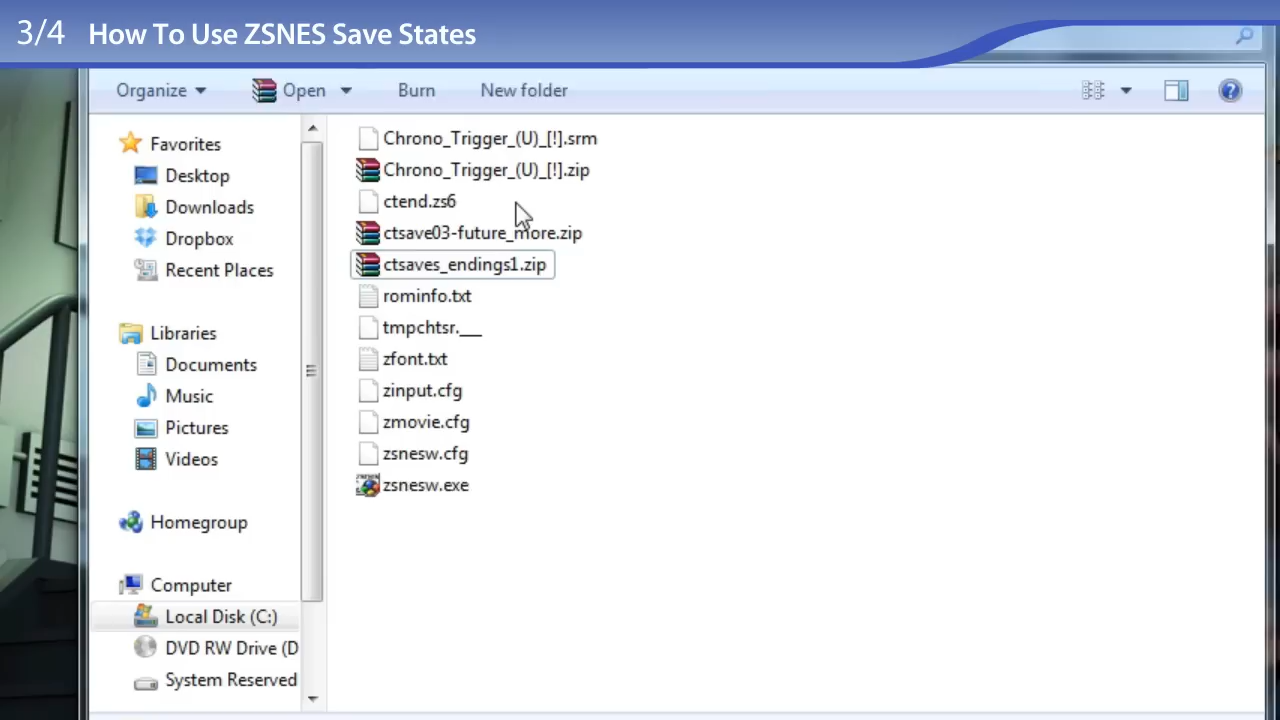 3/4 How To Use ZSNES Save States
Organize Open Burn New folder
Favorites
Desktop
Downloads
Dropbox
Recent Places
Libraries
Documents
Music
Pictures
Videos
Homegroup
Computer
Local Disk (C:)
DVD RW Drive (D
System Reserved
Chrono_Trigger_(U)_[!].srm
Chrono_Trigger_(U)_[!].zip
ctend.zs6
ctsave03-future_more.zip
ctsaves_endings1.zip
rominfo.txt
tmpchtsr.___
zfont.txt
zinput.cfg
zmovie.cfg
zsnesw.cfg
zsnesw.exe